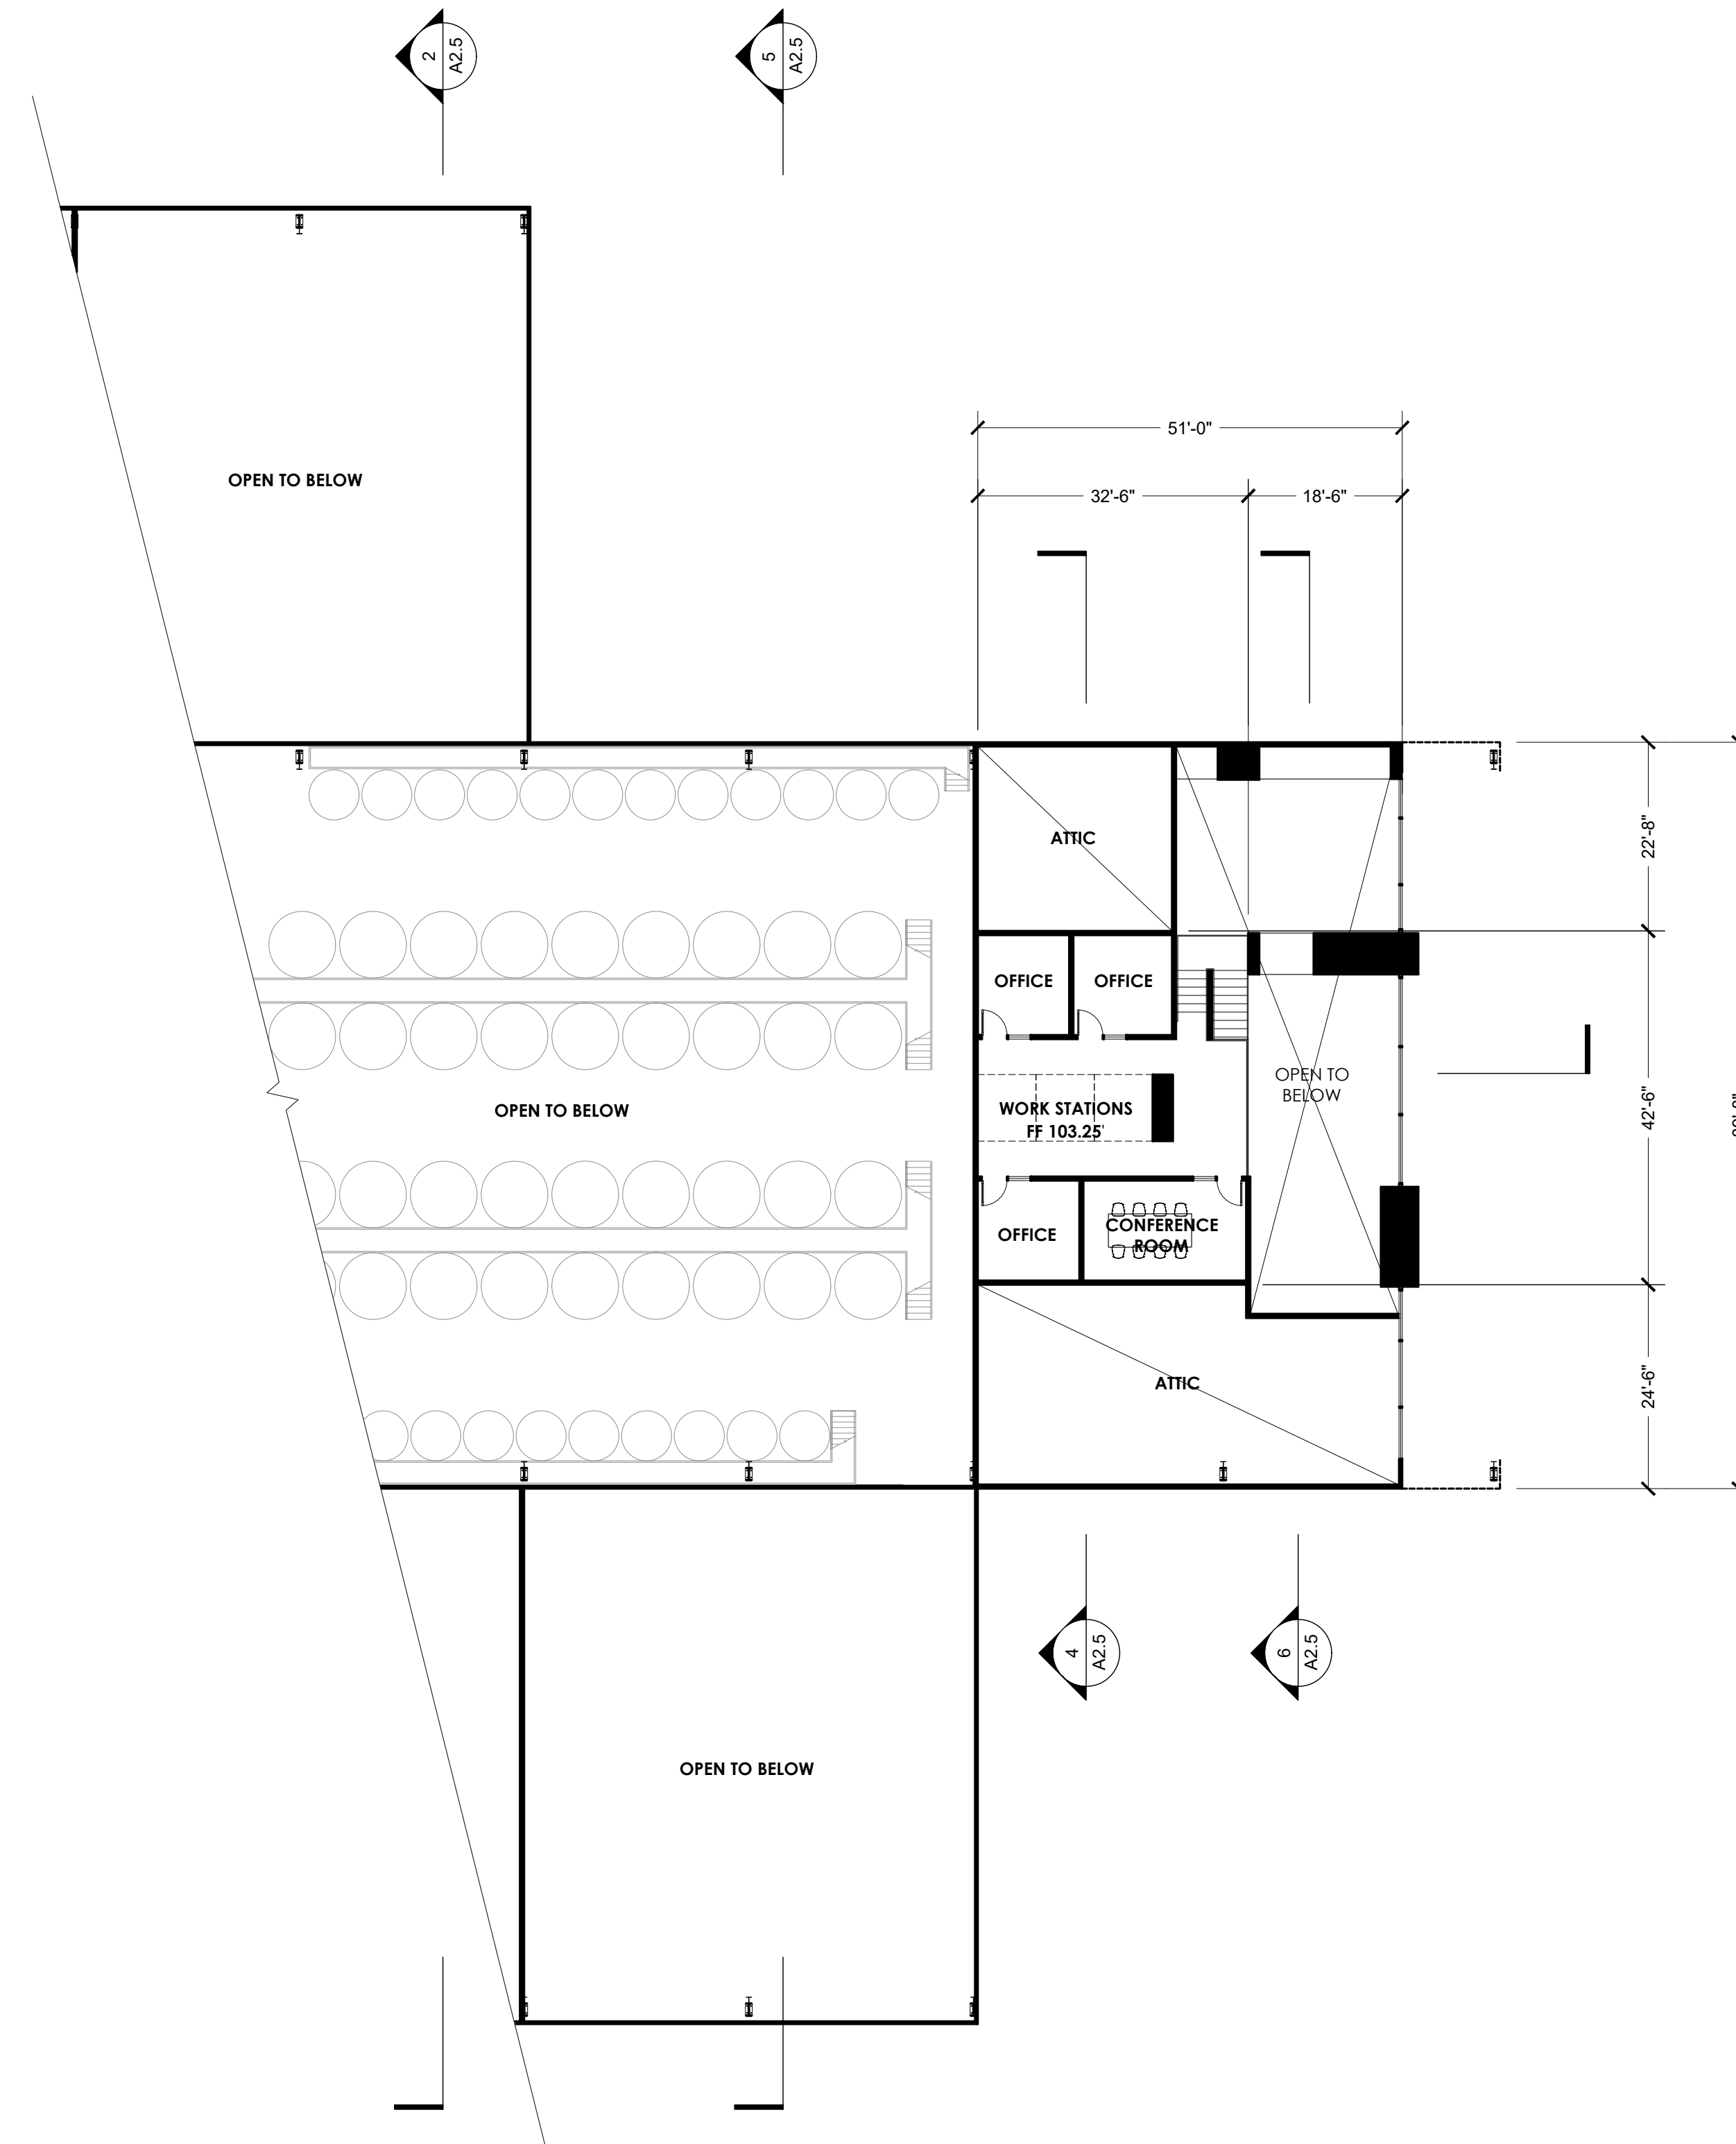 2
A2.5
5
A2.5
51'-0"
OPEN TO BELOW
32'-6"
18'-6"
22'-8"
ATTIC
OFFICE
OFFICE
OPEN TO
BELOW
WORK STATIONS
FF 103.25'
OPEN TO BELOW
42'-6"
CONFERENCE
ROOM
OFFICE
ATTIC
24'-6"
4
A2.5
6
A2.5
OPEN TO BELOW